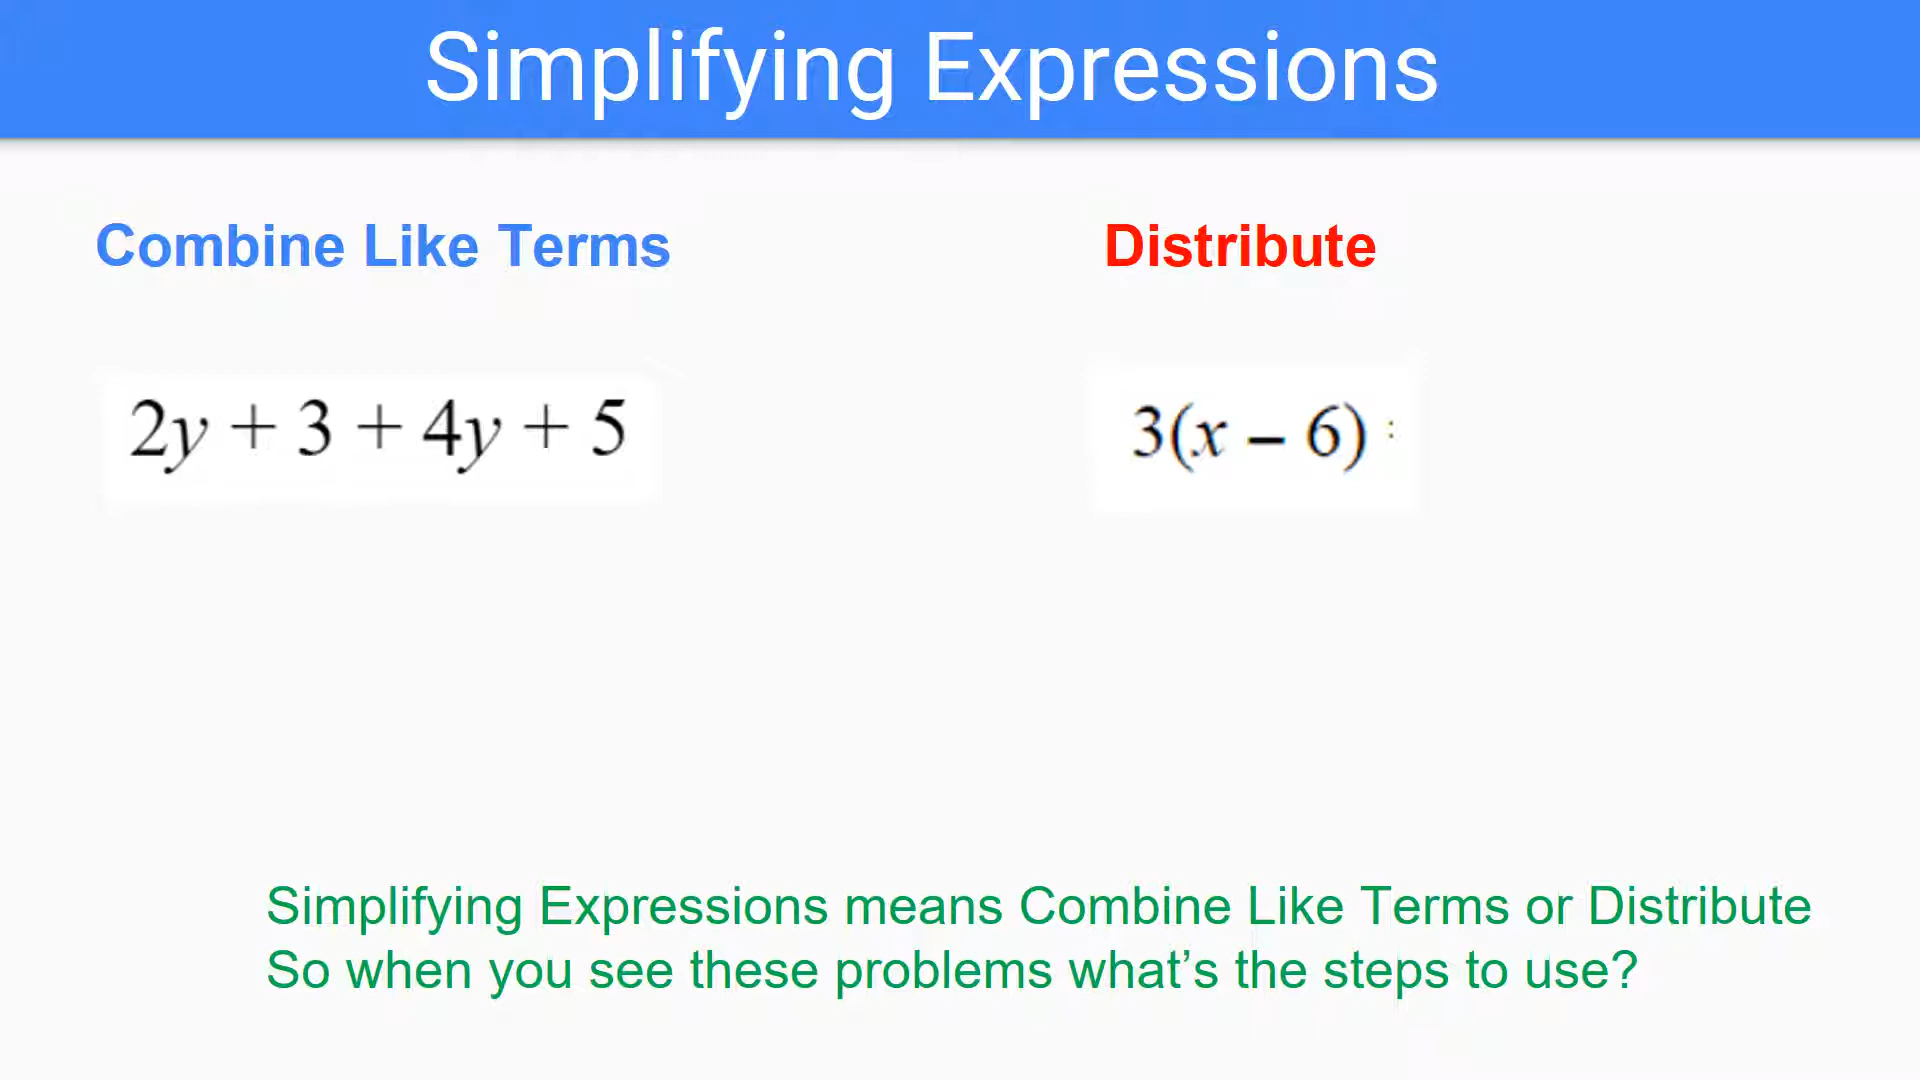 Simplifying Expressions
Combine Like Terms
Distribute
2y + 3 + 4y + 5
3(x – 6)
Simplifying Expressions means Combine Like Terms or Distribute
So when you see these problems what’s the steps to use?